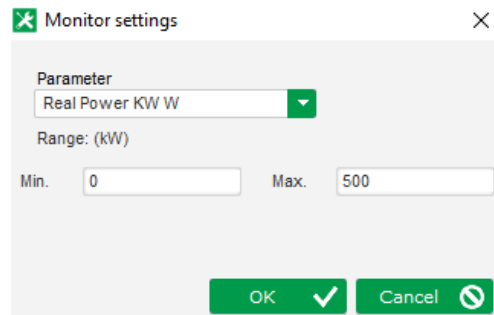 Monitor settings
Parameter
Real Power KW W
Range: (kW)
Min. 0 Max. 500
OK Cancel